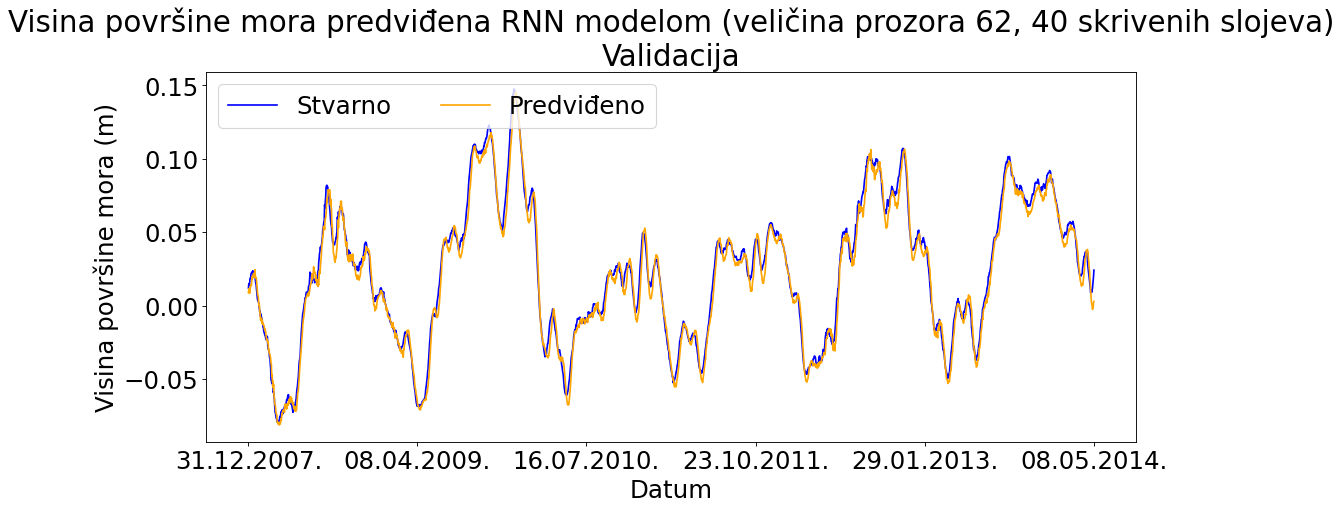 Visina površine mora predviđena RNN modelom (veličina prozora 62, 40 skrivenih slojeva)
Validacija
Stvarno Predviđeno
Visina površine mora (m)
0.15
0.10
0.05
0.00
−0.05
31.12.2007. 08.04.2009. 16.07.2010. 23.10.2011. 29.01.2013. 08.05.2014.
Datum